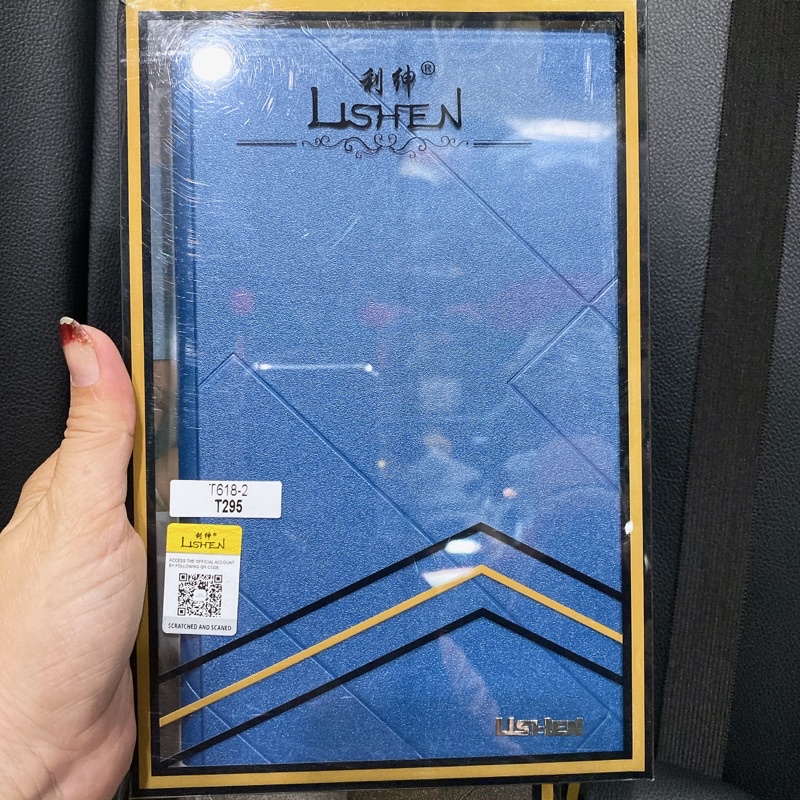 利绅®
LISHEN
T618-2
T295
利绅®
LISHEN
ACCESS THE OFFICIAL ACCOUNT
BY FOLLOWING QR CODE
SCRATCHED AND SCANED
LISHEN